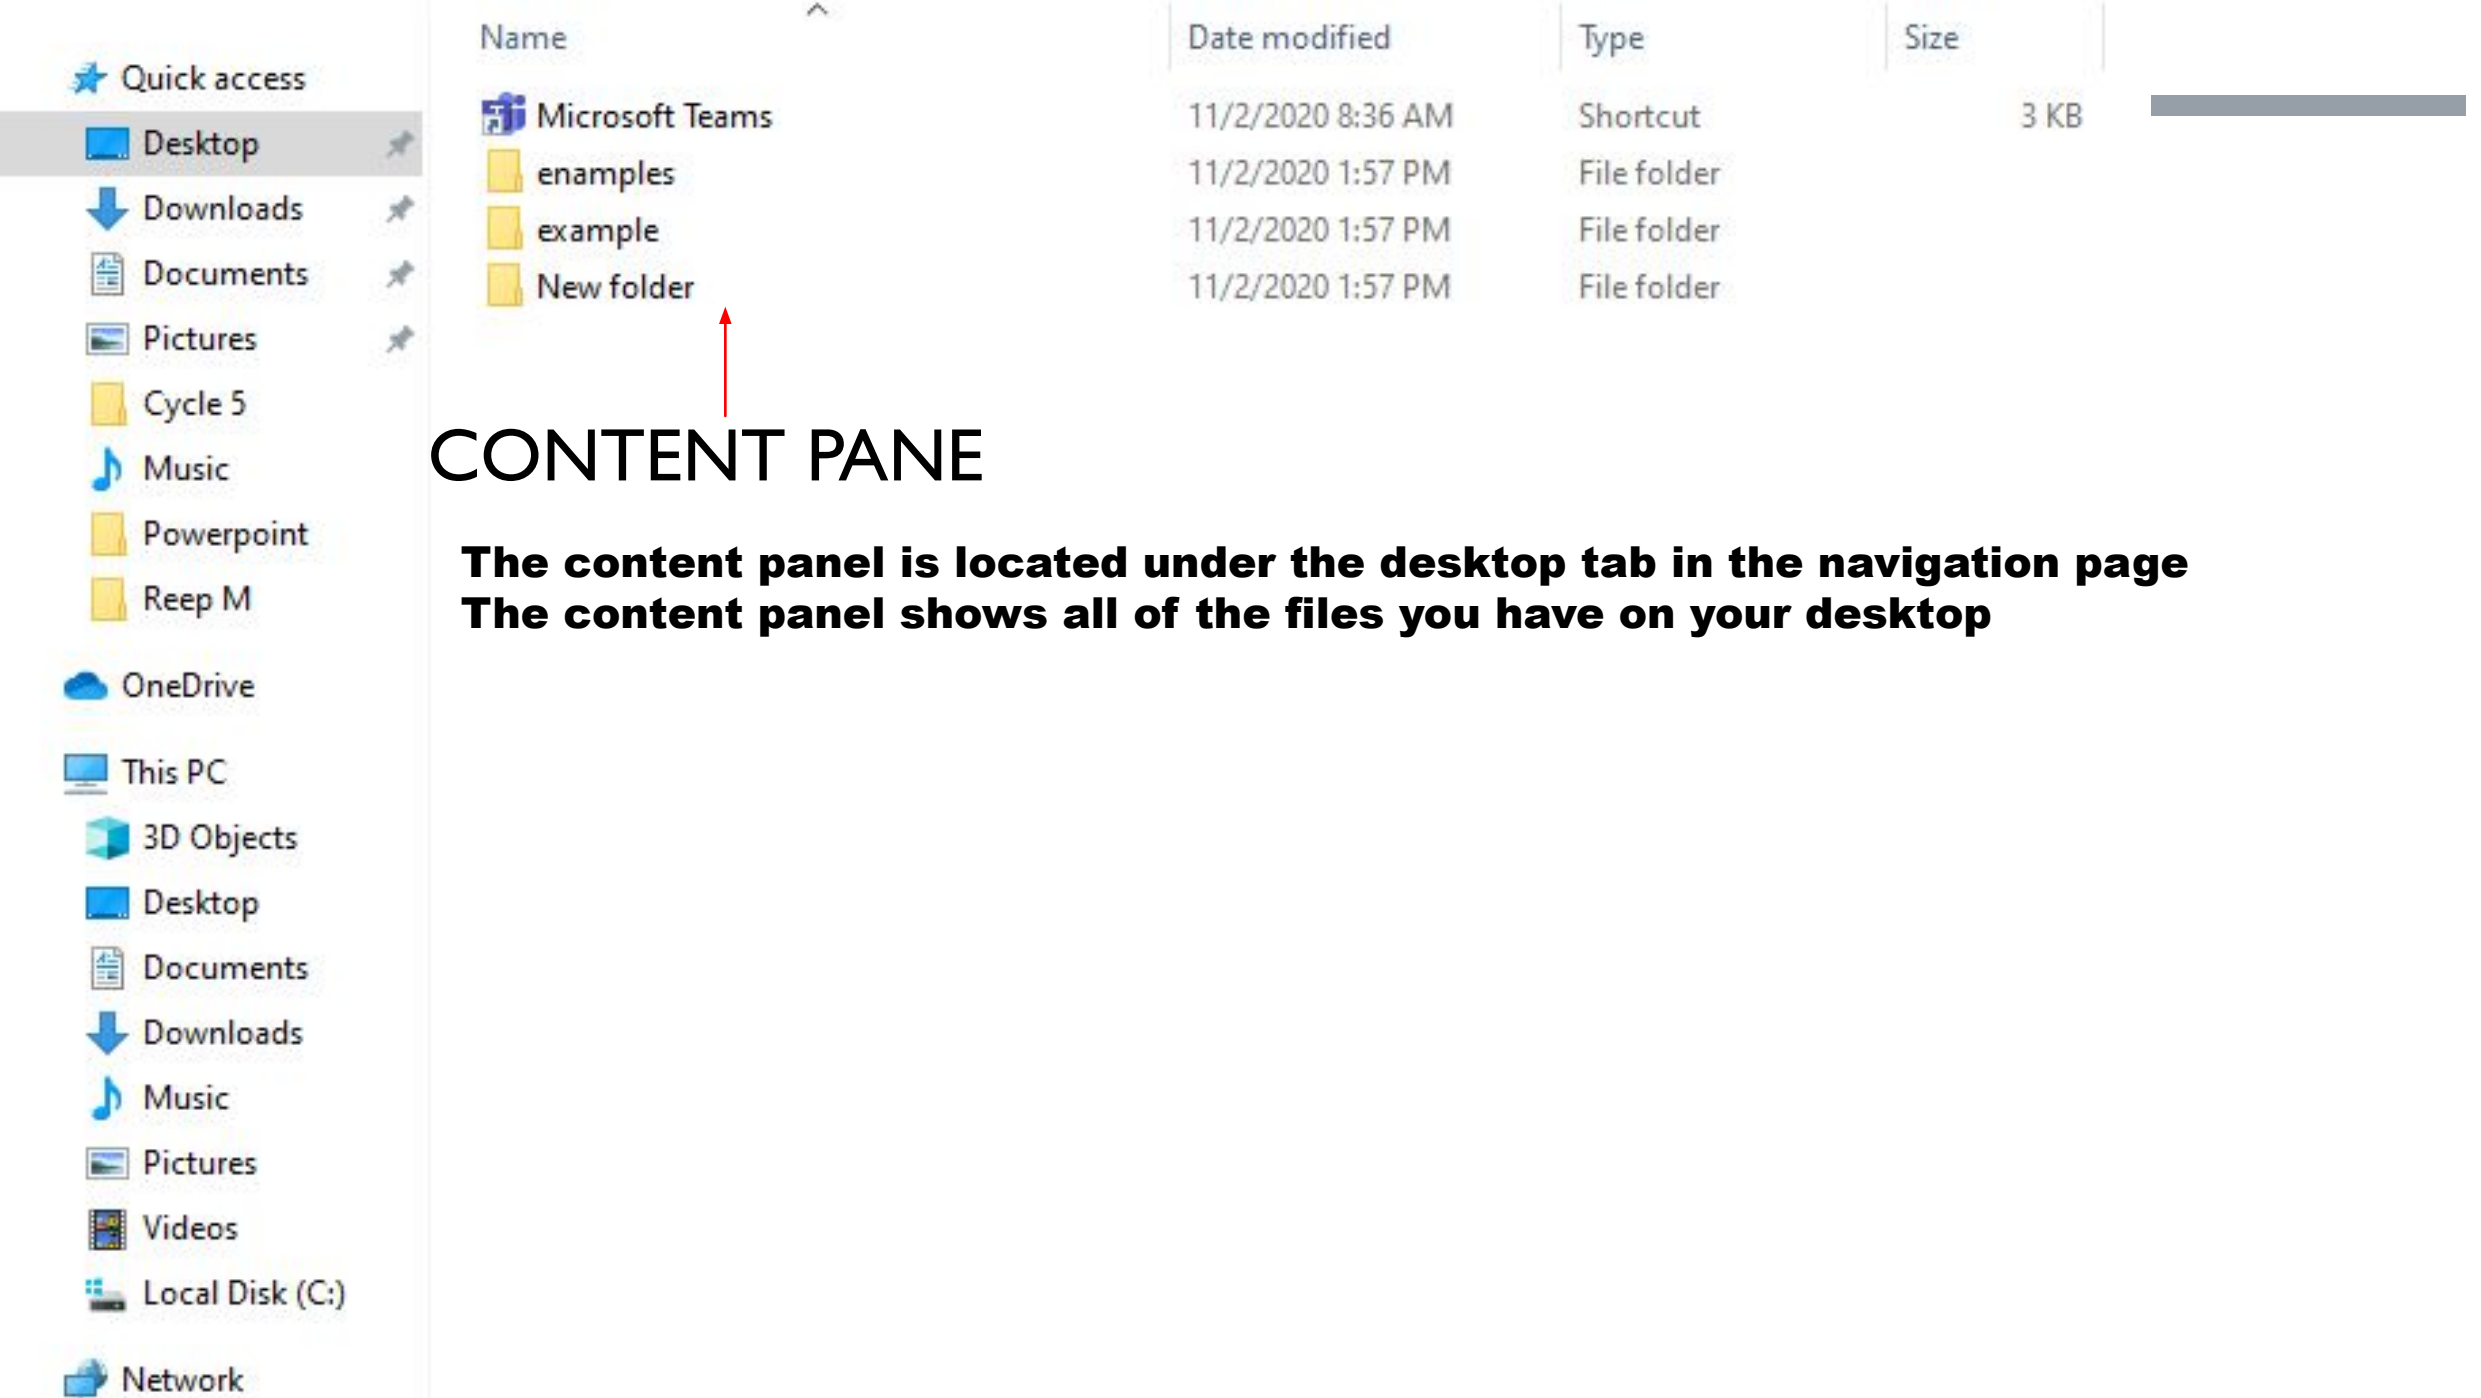 Quick access
Desktop
Downloads
Documents
Pictures
Cycle 5
Music
Powerpoint
Reep M
OneDrive
This PC
3D Objects
Desktop
Documents
Downloads
Music
Pictures
Videos
Local Disk (C:)
Network
Name Date modified Type Size
Microsoft Teams 11/2/2020 8:36 AM Shortcut 3 KB
enamples 11/2/2020 1:57 PM File folder
example 11/2/2020 1:57 PM File folder
New folder 11/2/2020 1:57 PM File folder
CONTENT PANE
The content panel is located under the desktop tab in the navigation page
The content panel shows all of the files you have on your desktop